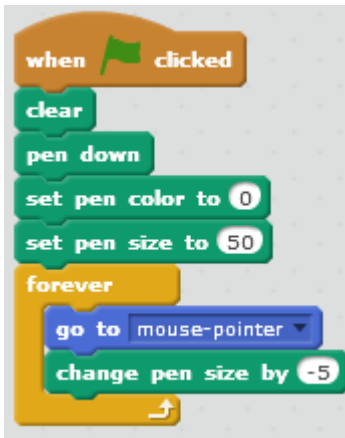 when clicked
clear
pen down
set pen color to 0
set pen size to 50
forever
go to mouse-pointer
change pen size by -5